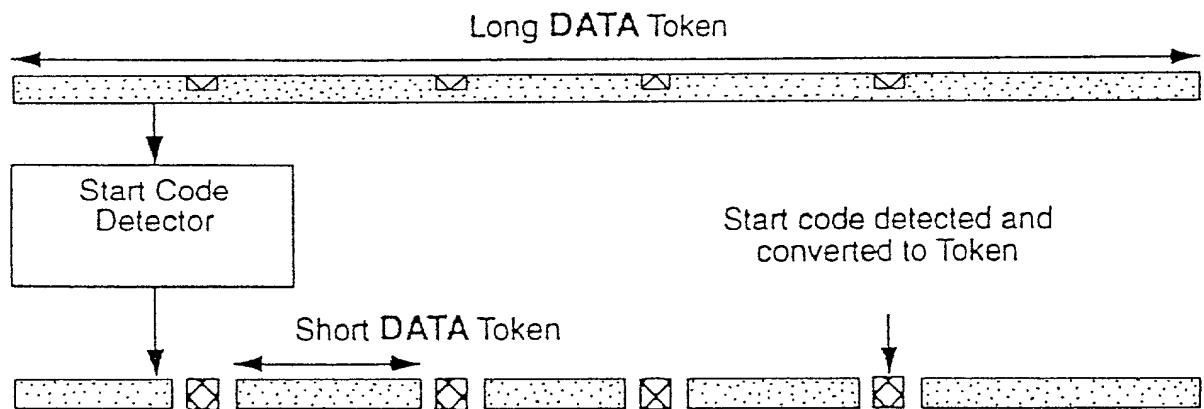 Long DATA Token
Start Code
Detector
Start code detected and
converted to Token
Short DATA Token